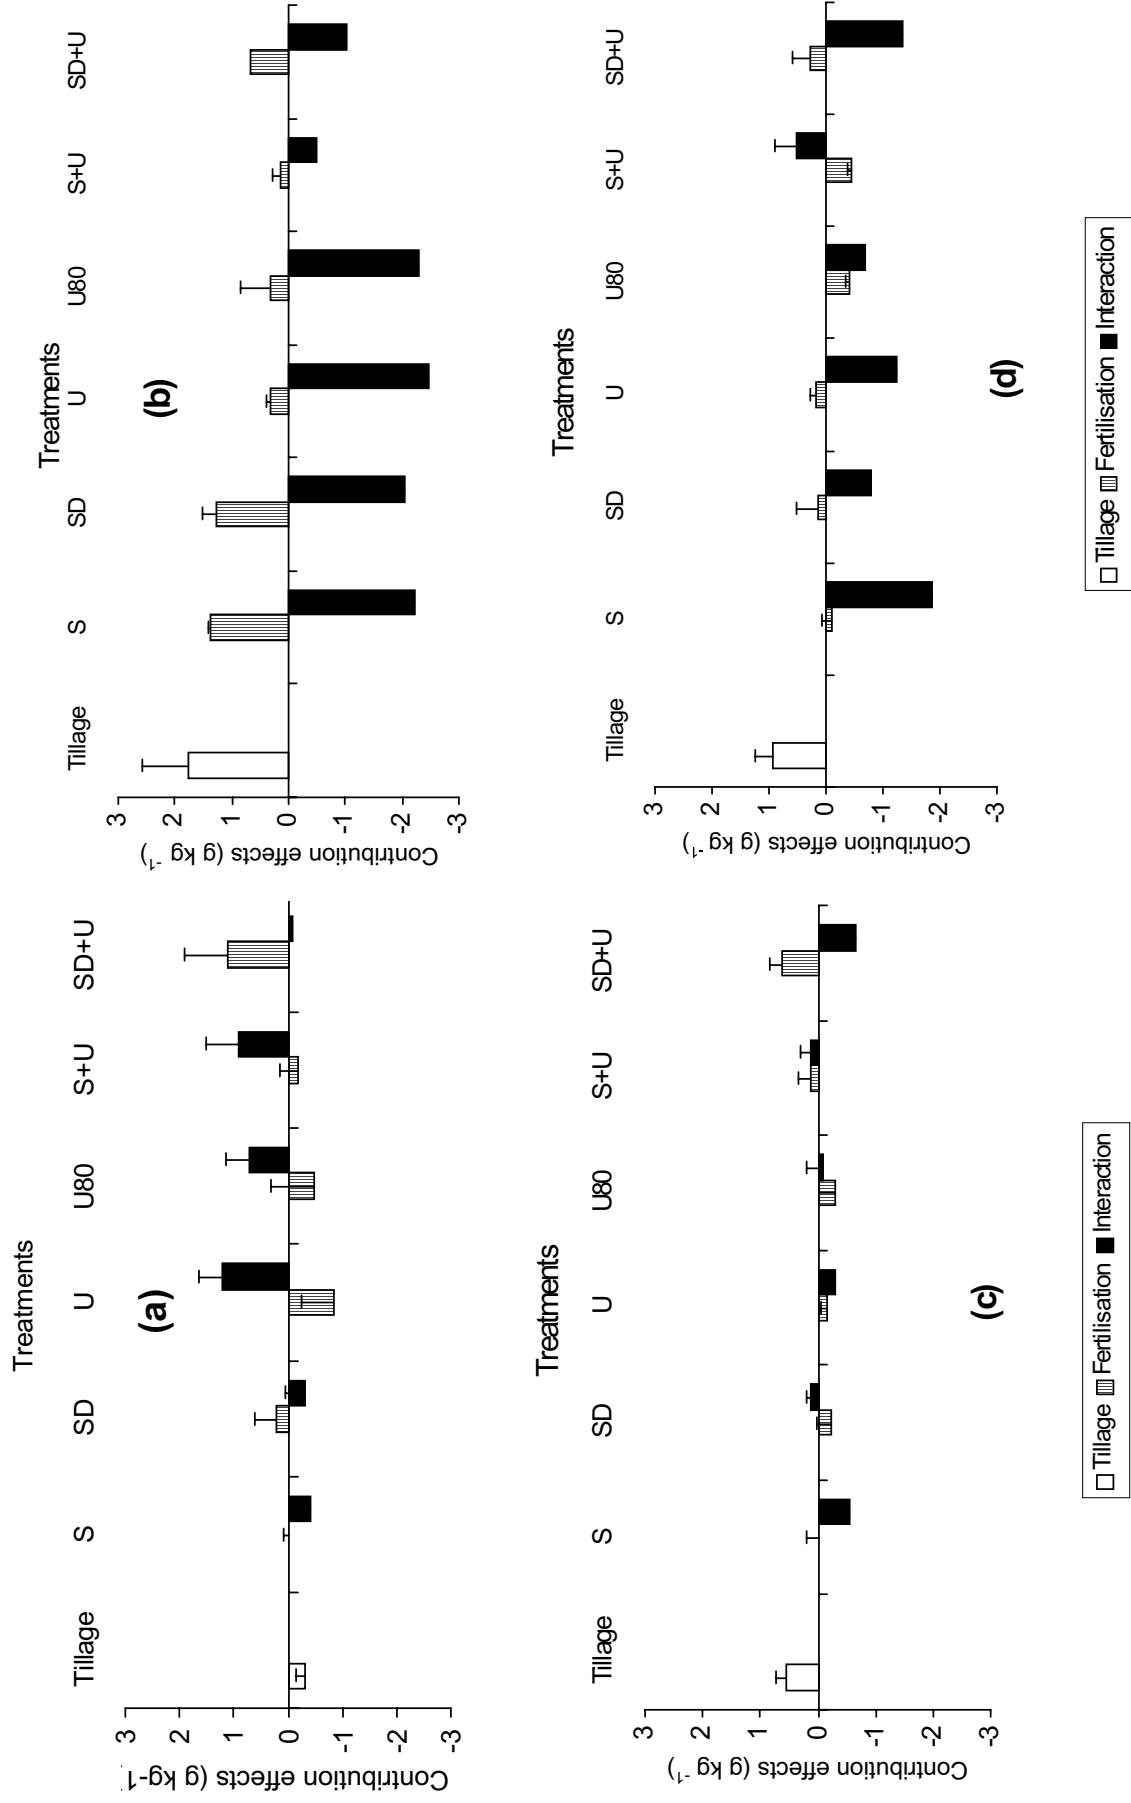 Treatments
Tillage S SD U U80 S+U SD+U
(a)
3
2
1
0
-1
-2
-3
Contribution effects (g kg-1
Treatments
Tillage S SD U U80 S+U SD+U
(b)
3
2
1
0
-1
-2
-3
Contribution effects (g kg-1)
Treatments
Tillage S SD U U80 S+U SD+U
(c)
3
2
1
0
-1
-2
-3
Contribution effects (g kg-1)
Tillage Fertilisation Interaction
Treatments
Tillage S SD U U80 S+U SD+U
(d)
3
2
1
0
-1
-2
-3
Contribution effects (g kg-1)
Tillage Fertilisation Interaction